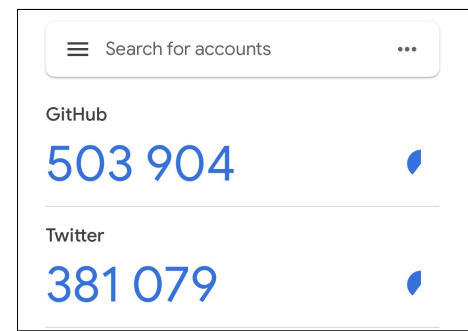 Search for accounts
GitHub
503 904
Twitter
381 079